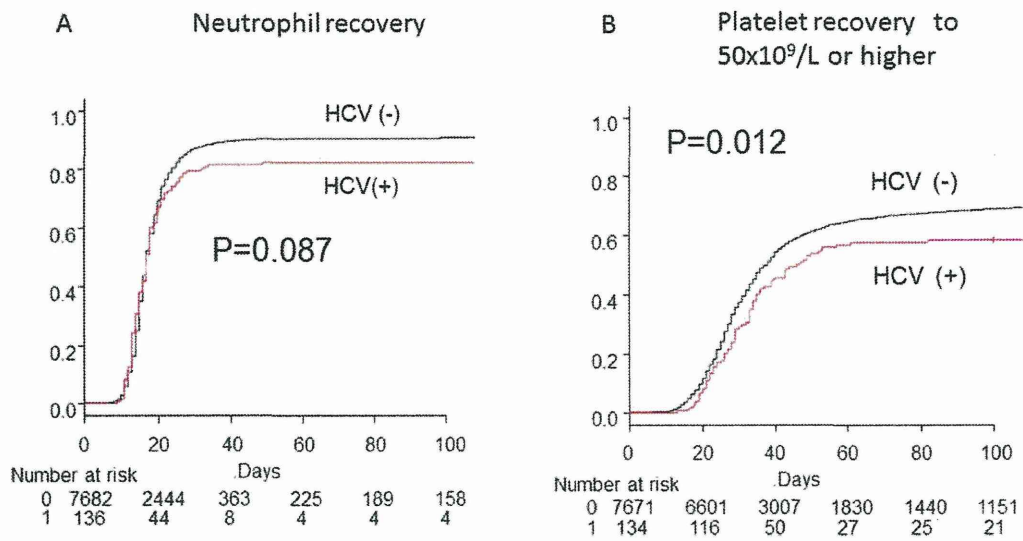 A Neutrophil recovery
1.0
0.8
0.6
0.4
0.2
0.0
HCV (-)
HCV(+)
P=0.087
0 20 40 60 80 100
.Days
Number at risk
0 7682 2444 363 225 189 158
1 136 44 8 4 4 4
B Platelet recovery to
50x10⁹/L or higher
1.0
0.8
0.6
0.4
0.2
0.0
P=0.012
HCV (-)
HCV (+)
0 20 40 60 80 100
.Days
Number at risk
0 7671 6601 3007 1830 1440 1151
1 134 116 50 27 25 21